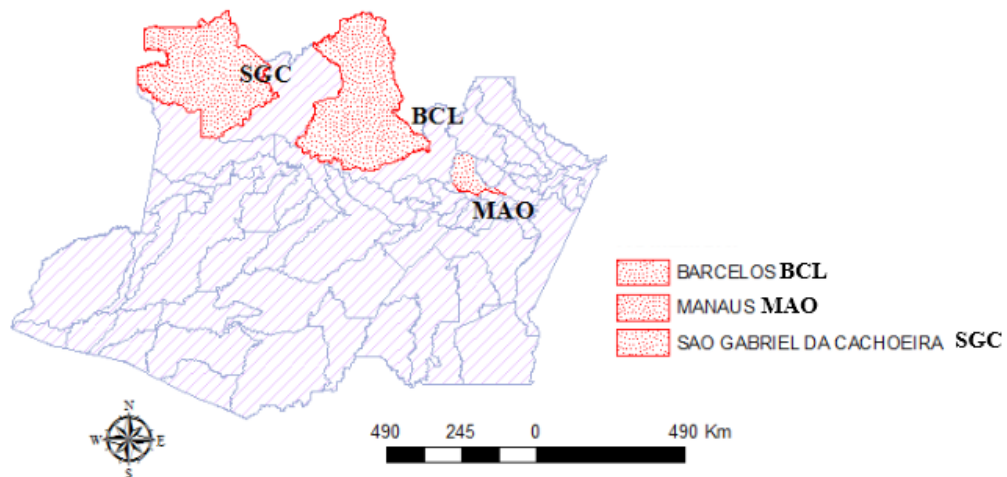 SGC
BCL
MAO
BARCELOS BCL
MANAUS MAO
SAO GABRIEL DA CACHOEIRA SGC
N
W E
S
490 245 0 490 Km